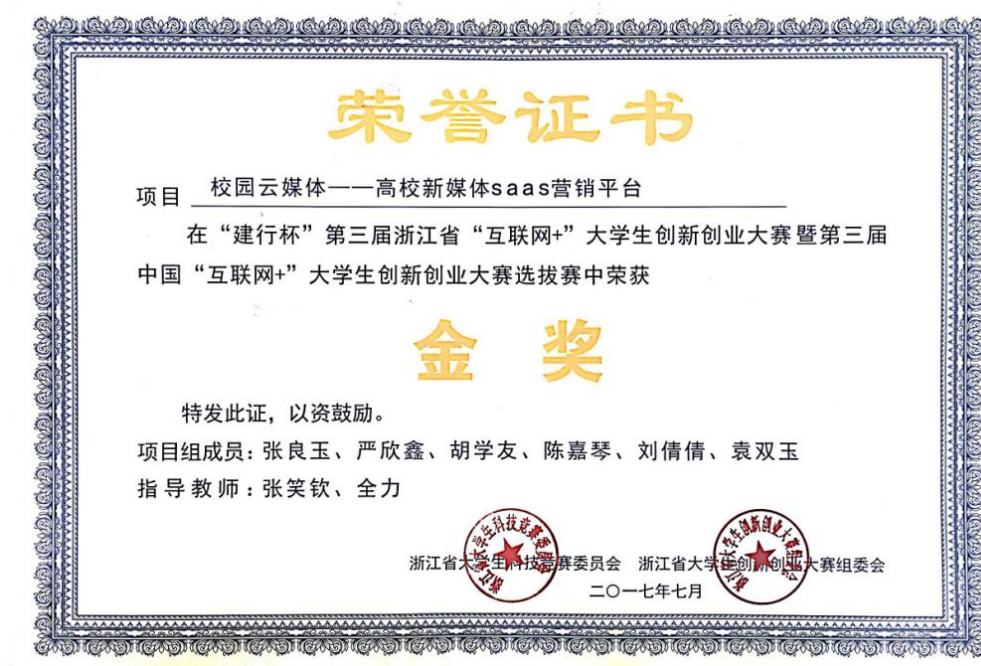 荣誉证书
项目 校园云媒体——高校新媒体saas营销平台
在“建行杯”第三届浙江省“互联网+”大学生创新创业大赛暨第三届
中国“互联网+”大学生创新创业大赛选拔赛中荣获
金奖
特发此证，以资鼓励。
项目组成员：张良玉、严欣鑫、胡学友、陈嘉琴、刘倩倩、袁双玉
指导教师：张笑钦、全力
浙江省大学生科技竞赛委员会 浙江省大学生创新创业大赛组委会
二〇一七年七月